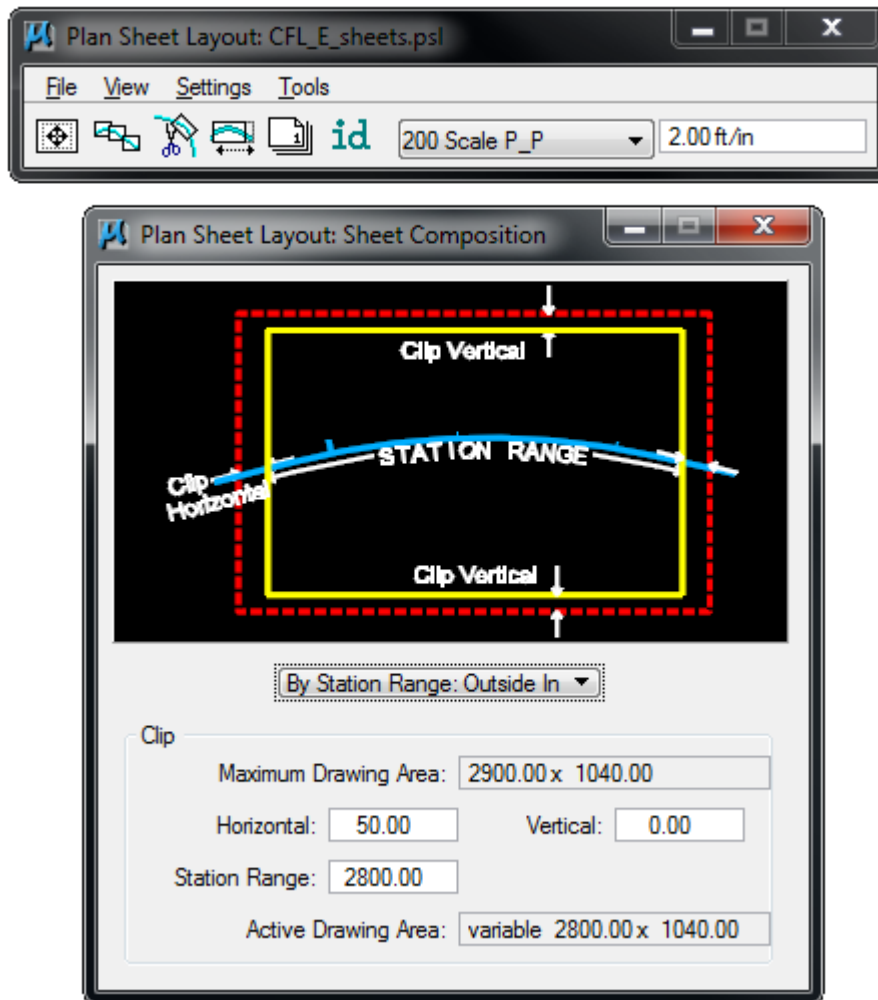 Plan Sheet Layout: CFL_E_sheets.psl
File View Settings Tools
1 id 200 Scale P_P 2.00 ft/in
Plan Sheet Layout: Sheet Composition
Clip Vertical
STATION RANGE
Clip
Horizontal
Clip Vertical
By Station Range: Outside In
Clip
Maximum Drawing Area: 2900.00 x 1040.00
Horizontal: 50.00 Vertical: 0.00
Station Range: 2800.00
Active Drawing Area: variable 2800.00 x 1040.00